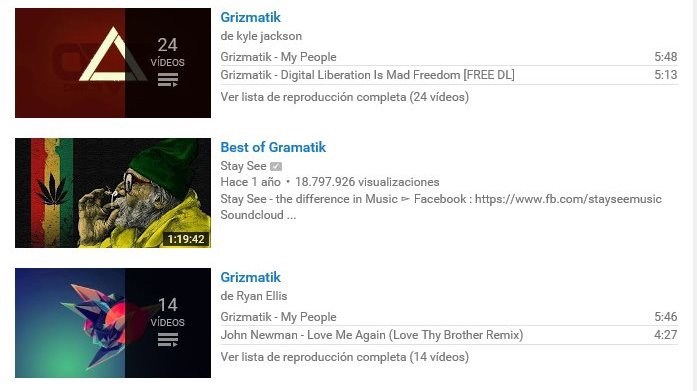 24
VÍDEOS
Grizmatik
de kyle jackson
Grizmatik - My People 5:48
Grizmatik - Digital Liberation Is Mad Freedom [FREE DL] 5:13
Ver lista de reproducción completa (24 vídeos)
1:19:42
Best of Gramatik
Stay See
Hace 1 año • 18.797.926 visualizaciones
Stay See - the difference in Music ► Facebook : https://www.fb.com/stayseemusic
Soundcloud ...
14
VÍDEOS
Grizmatik
de Ryan Ellis
Grizmatik - My People 5:46
John Newman - Love Me Again (Love Thy Brother Remix) 4:27
Ver lista de reproducción completa (14 vídeos)